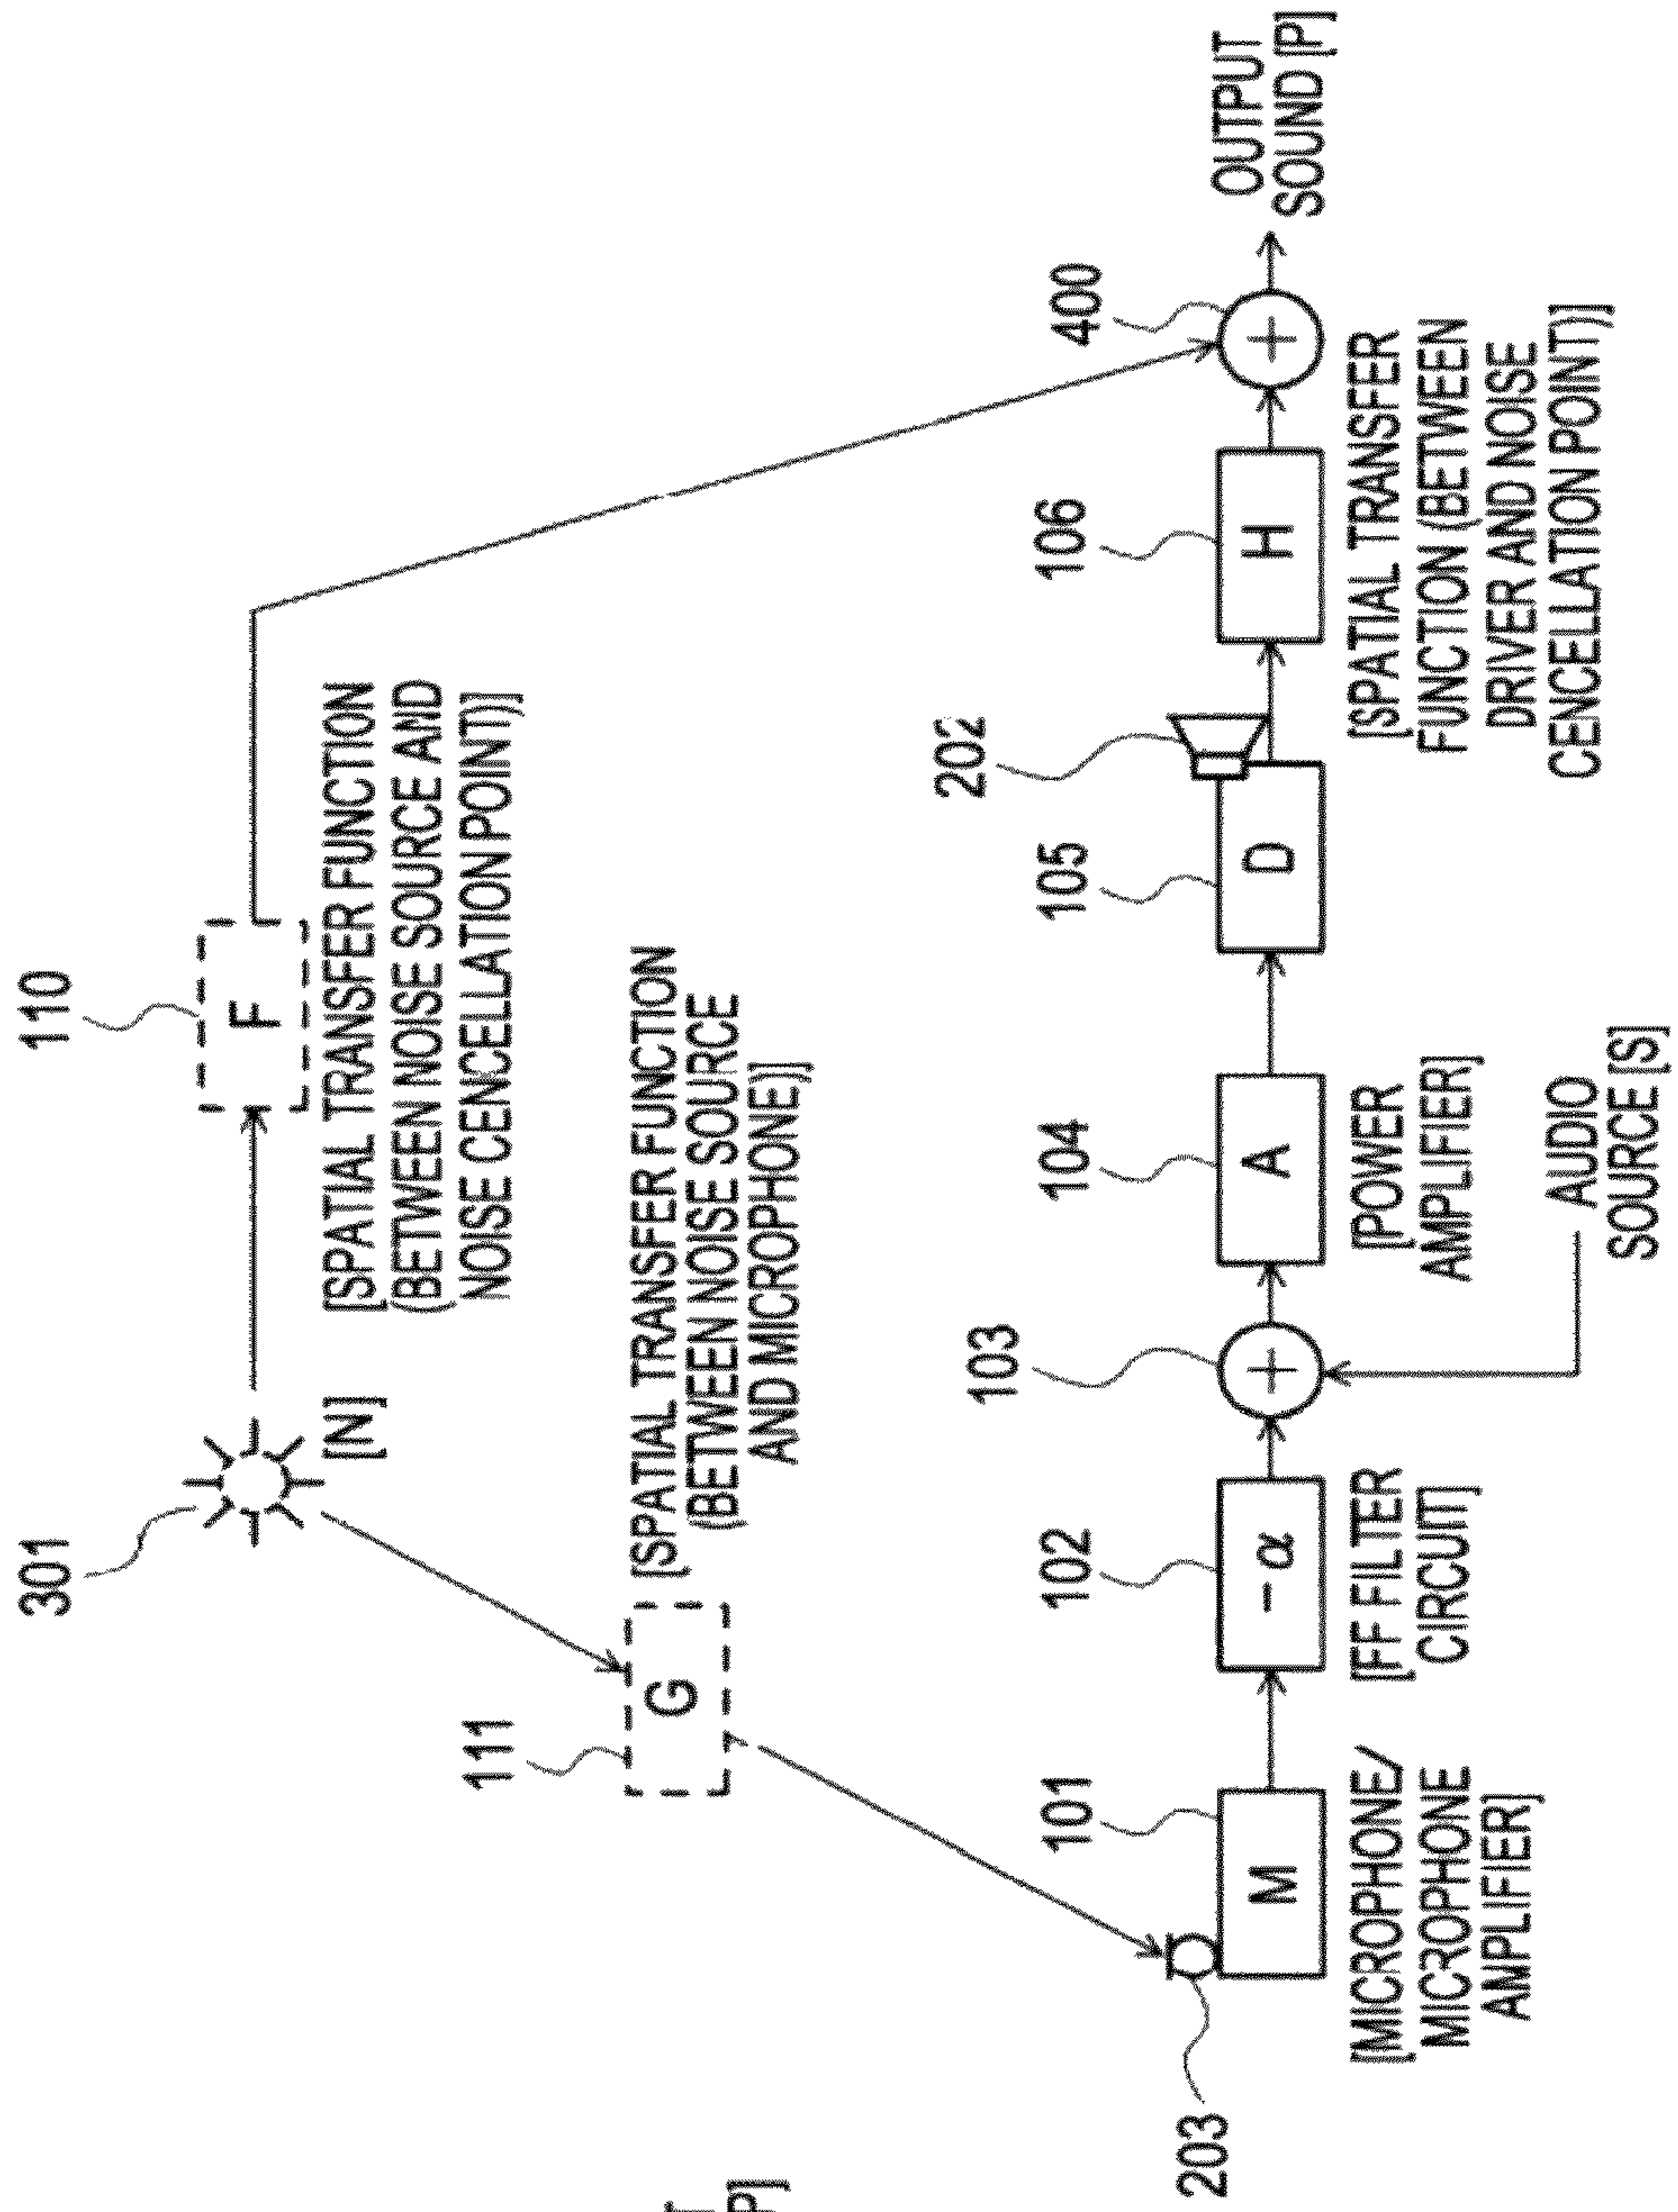 110
301
F
[N]
[SPATIAL TRANSFER FUNCTION
(BETWEEN NOISE SOURCE AND
NOISE CENCELLATION POINT)]
111
G
[SPATIAL TRANSFER FUNCTION
(BETWEEN NOISE SOURCE
AND MICROPHONE)]
203
101
102
103
104
105
202
106
400
M
-α
+
A
D
H
+
OUTPUT
SOUND [P]
[MICROPHONE/
MICROPHONE
AMPLIFIER]
[FF FILTER
CIRCUIT]
[POWER
AMPLIFIER]
[SPATIAL TRANSFER
FUNCTION (BETWEEN
DRIVER AND NOISE
CENCELLATION POINT)]
AUDIO
SOURCE [S]
P]